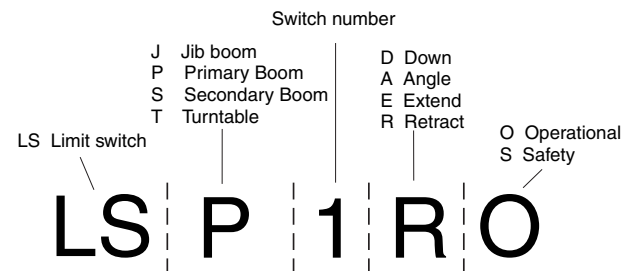 Switch number
J Jib boom
P Primary Boom
S Secondary Boom
T Turntable
D Down
A Angle
E Extend
R Retract
LS Limit switch
O Operational
S Safety
LS P 1 R O